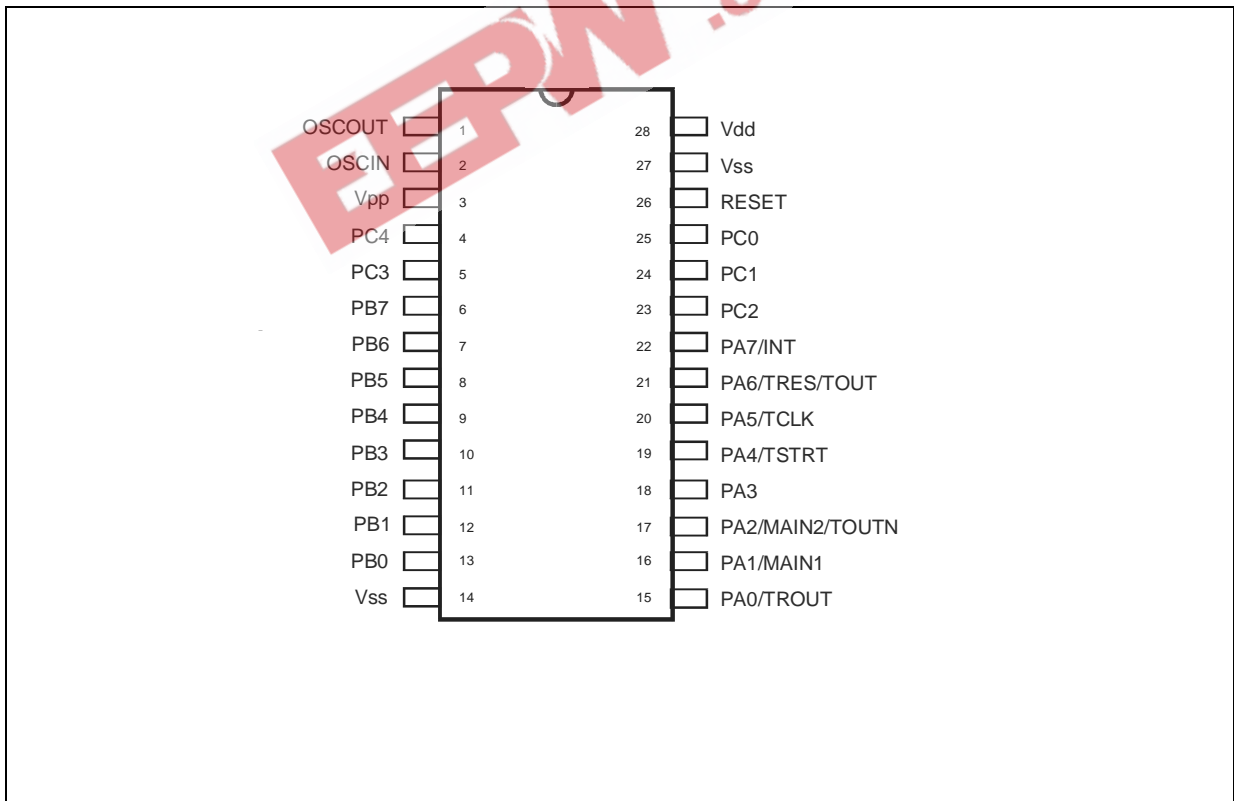 EEPW.c
OSCOUT 1 28 Vdd
OSCIN 2 27 Vss
Vpp 3 26 RESET
PC4 4 25 PC0
PC3 5 24 PC1
PB7 6 23 PC2
PB6 7 22 PA7/INT
PB5 8 21 PA6/TRES/TOUT
PB4 9 20 PA5/TCLK
PB3 10 19 PA4/TSTRT
PB2 11 18 PA3
PB1 12 17 PA2/MAIN2/TOUTN
PB0 13 16 PA1/MAIN1
Vss 14 15 PA0/TROUT